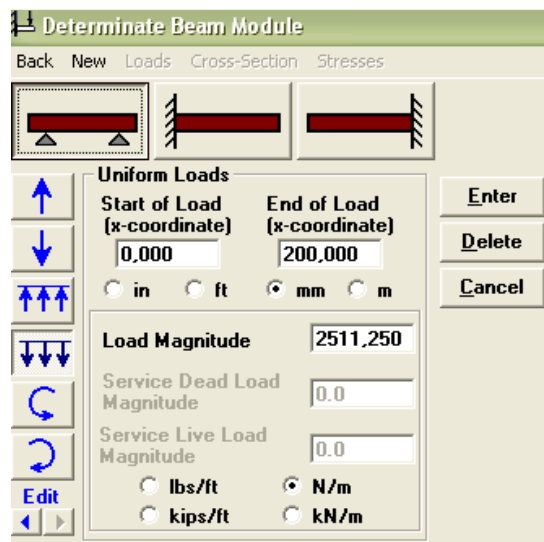 Determinate Beam Module
Back New Loads Cross-Section Stresses
Uniform Loads
Start of Load End of Load
(x-coordinate) (x-coordinate)
0,000 200,000
in ft mm m
Enter
Delete
Cancel
Load Magnitude 2511,250
Service Dead Load
Magnitude 0.0
Service Live Load
Magnitude 0.0
lbs/ft N/m
kips/ft kN/m
Edit